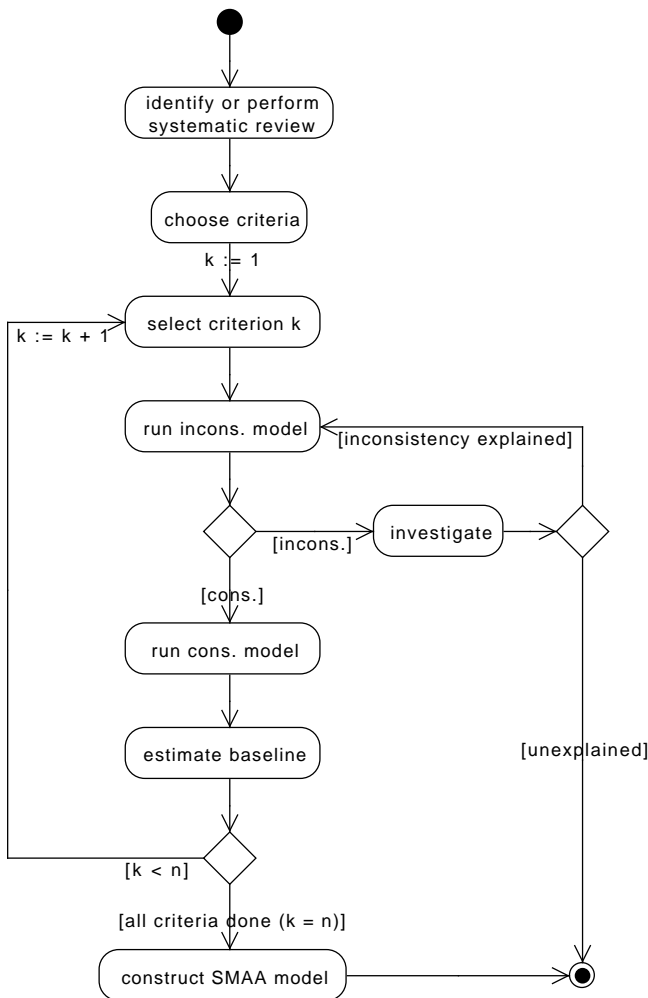 identify or perform
systematic review
choose criteria
k := 1
select criterion k
k := k + 1
run incons. model
[inconsistency explained]
investigate
[incons.]
[cons.]
run cons. model
estimate baseline
[unexplained]
[k < n]
[all criteria done (k = n)]
construct SMAA model